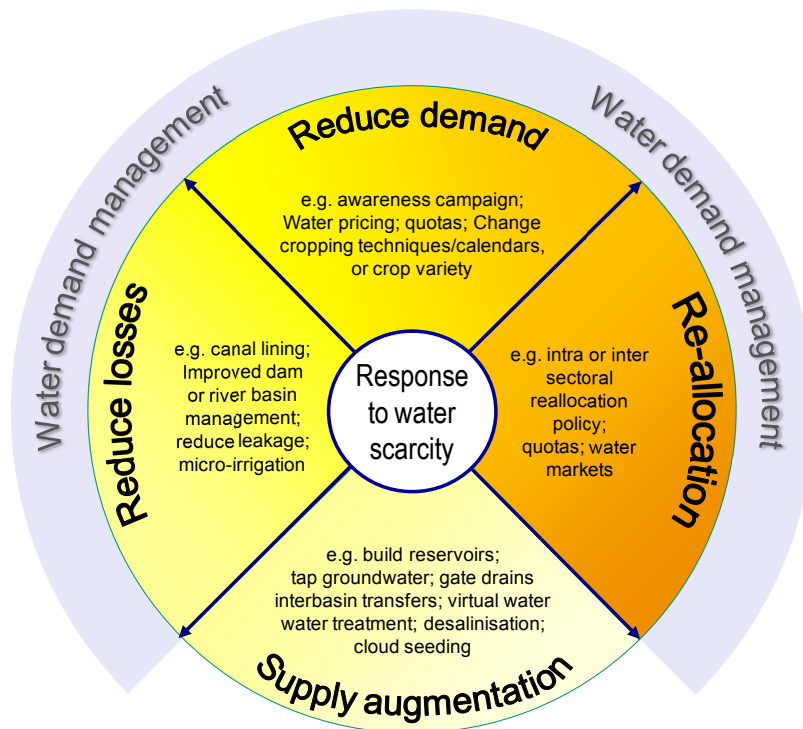 Water demand management
Water demand management
Reduce demand
e.g. awareness campaign;
Water pricing; quotas; Change
cropping techniques/calendars,
or crop variety
Reduce losses
e.g. canal lining;
Improved dam
or river basin
management;
reduce leakage;
micro-irrigation
Response
to water
scarcity
e.g. intra or inter
sectoral
reallocation
policy;
quotas; water
markets
Re-allocation
e.g. build reservoirs;
tap groundwater; gate drains
interbasin transfers; virtual water
water treatment; desalinisation;
cloud seeding
Supply augmentation